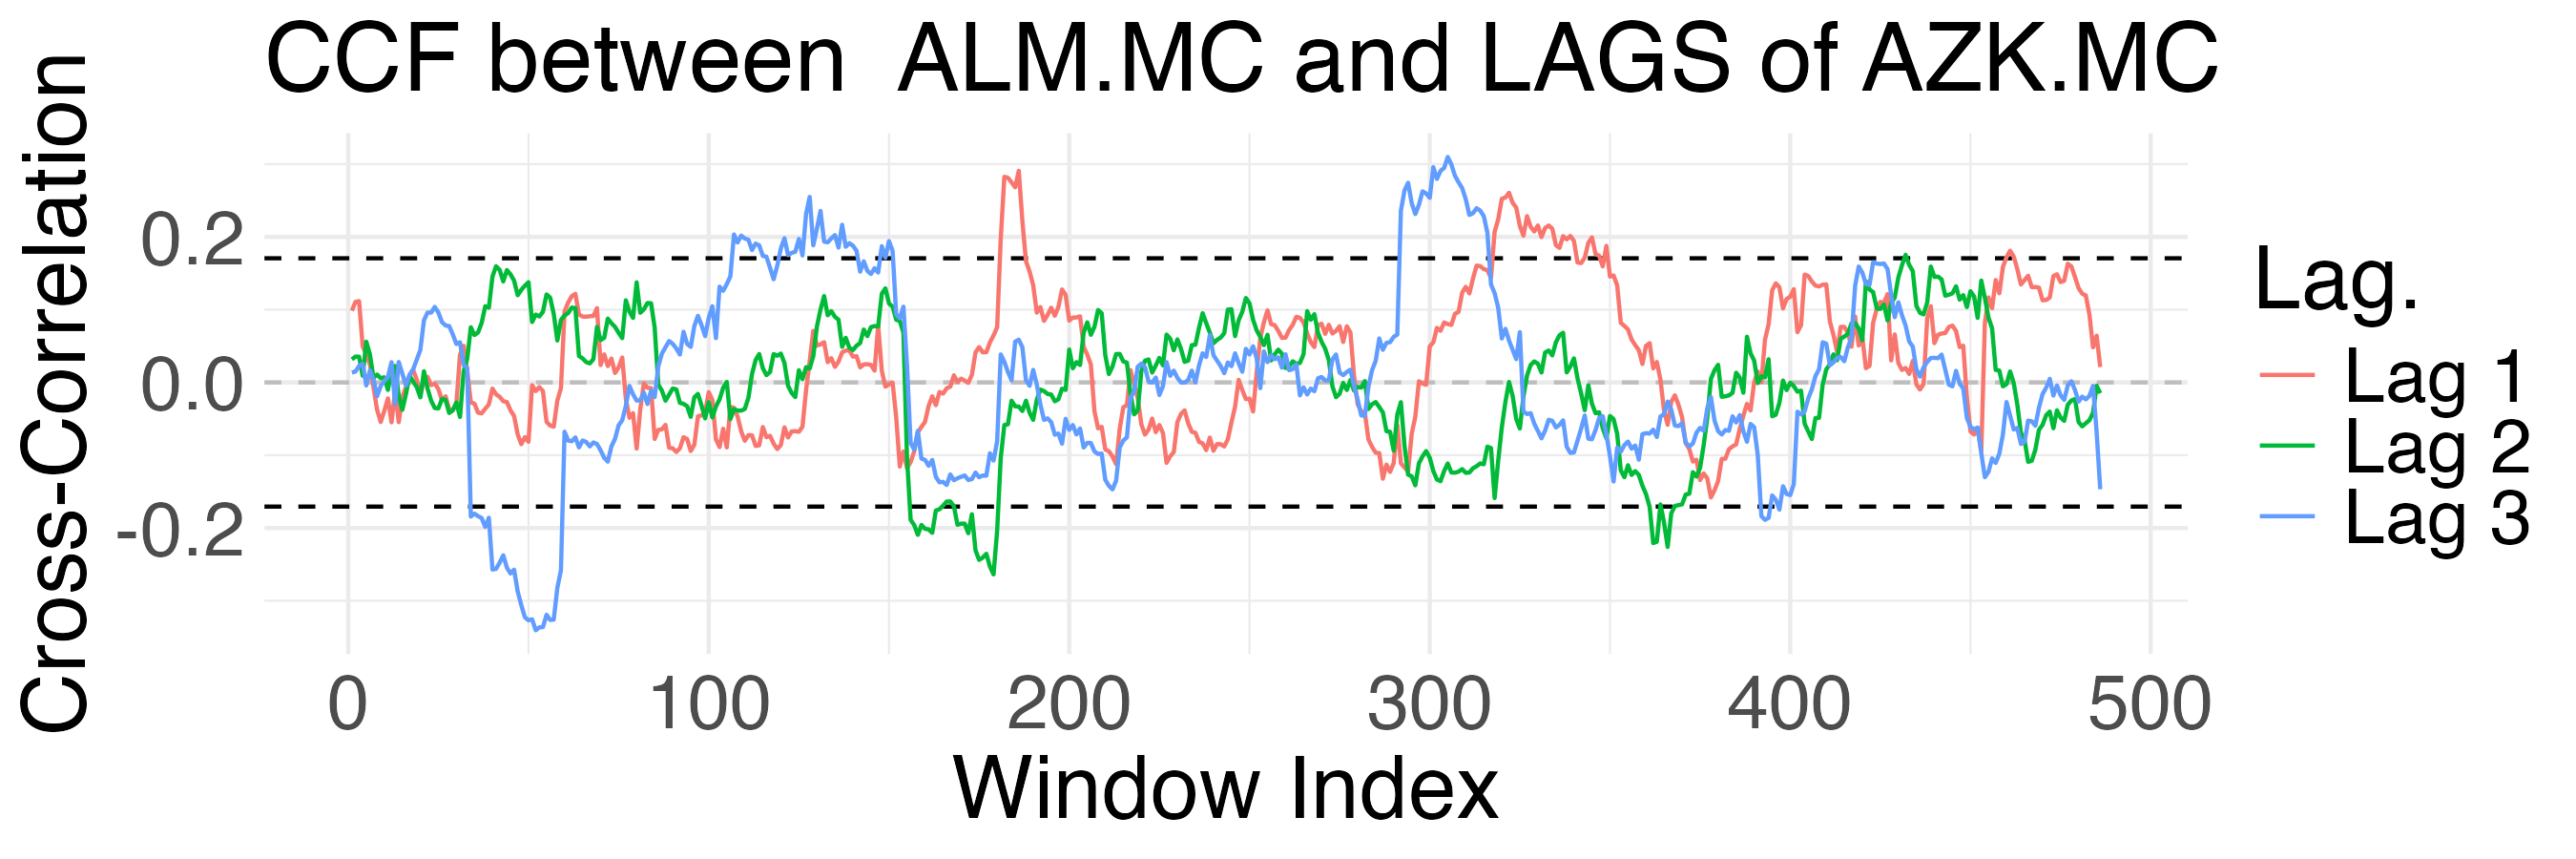 CCF between  ALM.MC and LAGS of AZK.MC
Cross-Correlation
0.2
0.0
-0.2
0 100 200 300 400 500
Window Index
Lag.
Lag 1
Lag 2
Lag 3